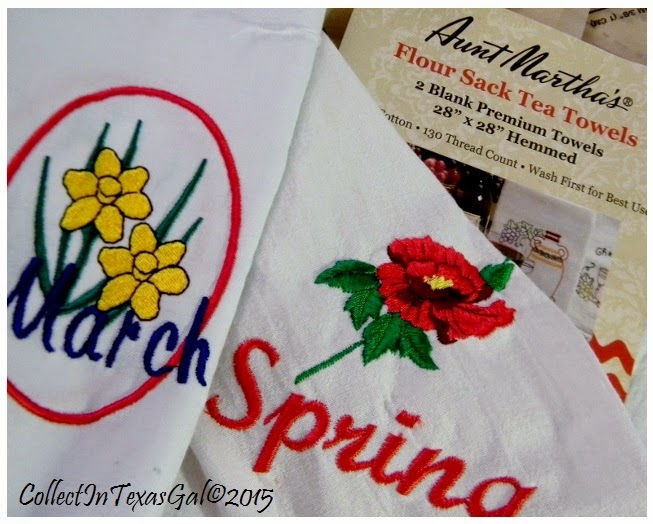 Aunt Martha's®
Flour Sack Tea Towels
2 Blank Premium Towels
28" x 28" Hemmed
Cotton • 130 Thread Count • Wash First for Best Use
March
Spring
CollectInTexasGal©2015